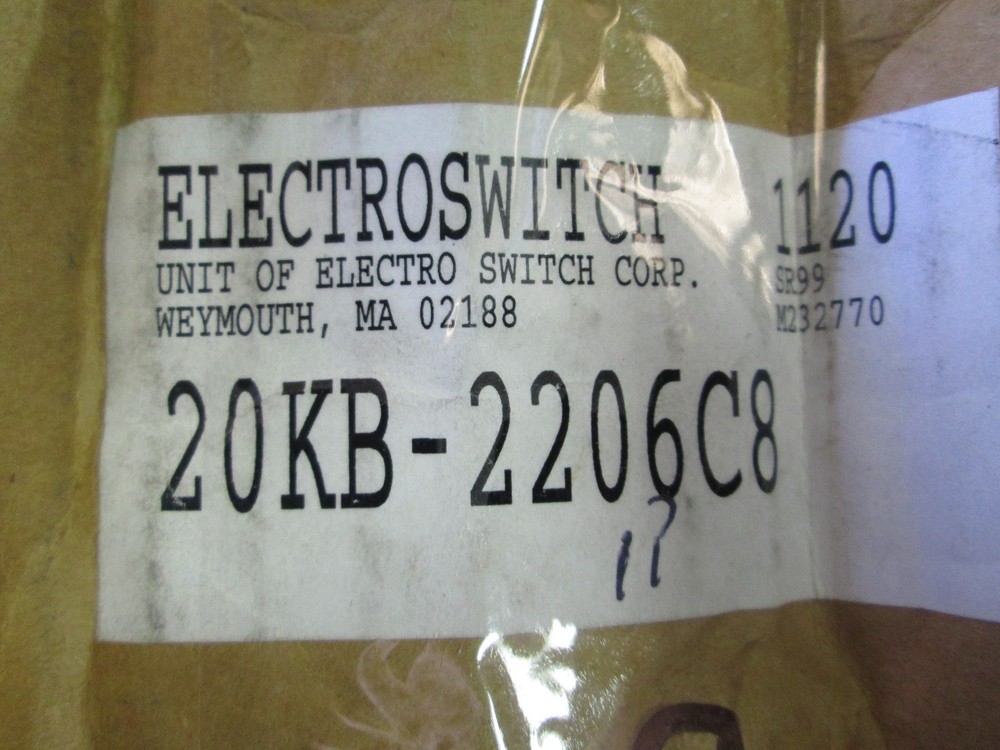 ELECTROSWITCH 1120
UNIT OF ELECTRO SWITCH CORP. SR99
WEYMOUTH, MA 02188 M232770
20KB-2206C8